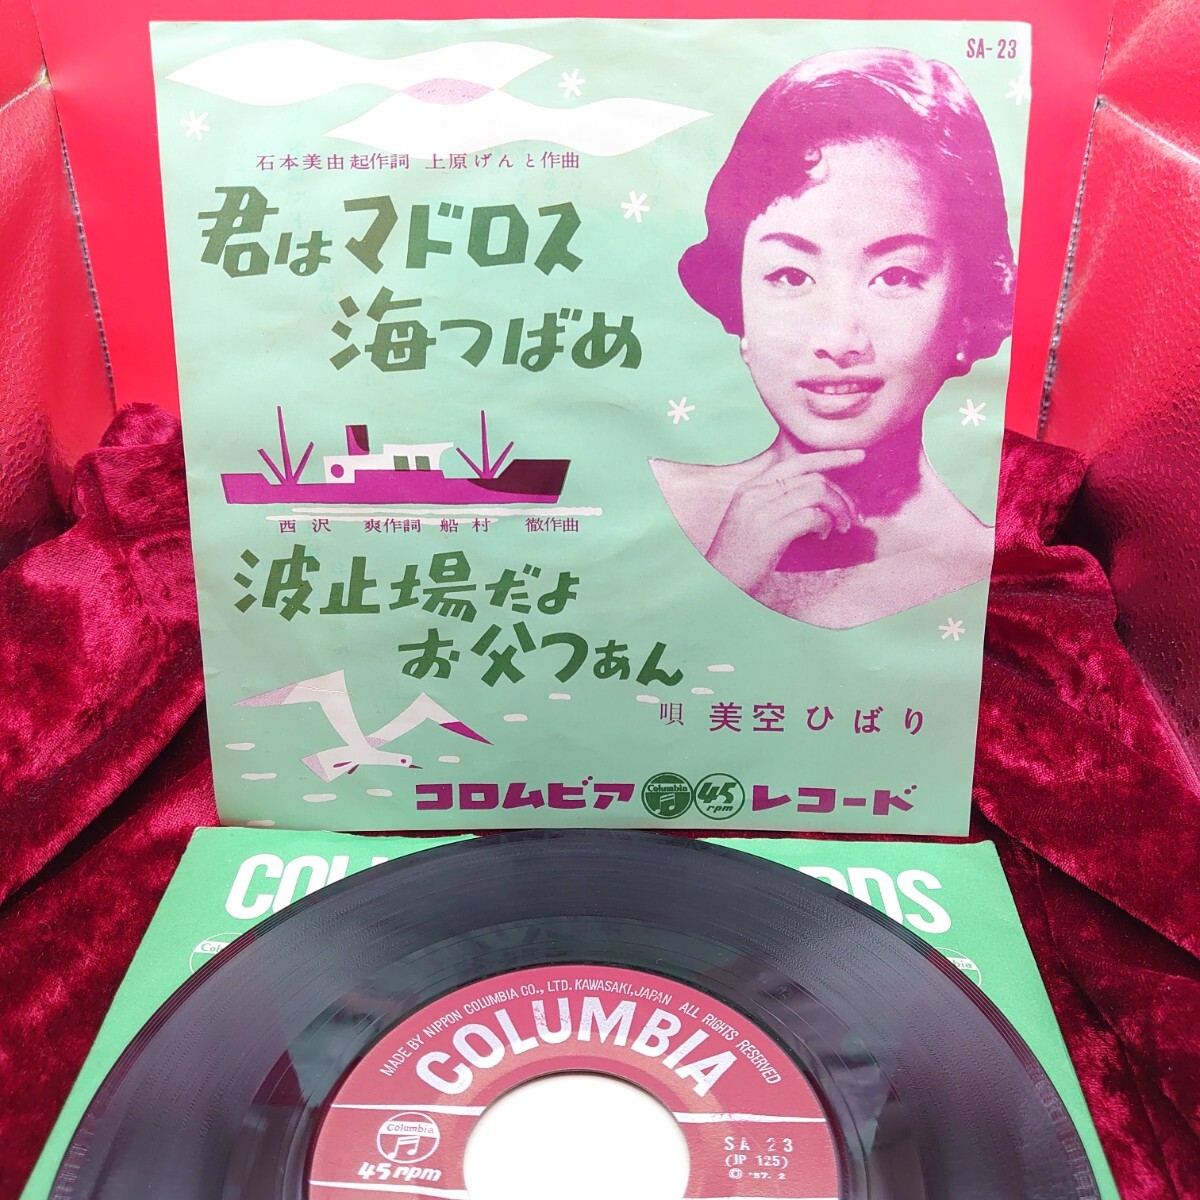 SA-23
石本美由起作詞 上原げんと作曲
君はマドロス
海つばめ
西沢 爽作詞 船村 徹作曲
波止場だよ
お父つぁん
唄 美空ひばり
コロムビア Columbia 45 rpm レコード
COL RDS
MADE BY NIPPON COLUMBIA CO., LTD. KAWASAKI, JAPAN ALL RIGHTS RESERVED
COLUMBIA
Columbia
45 rpm
SA 23
(JP 125)